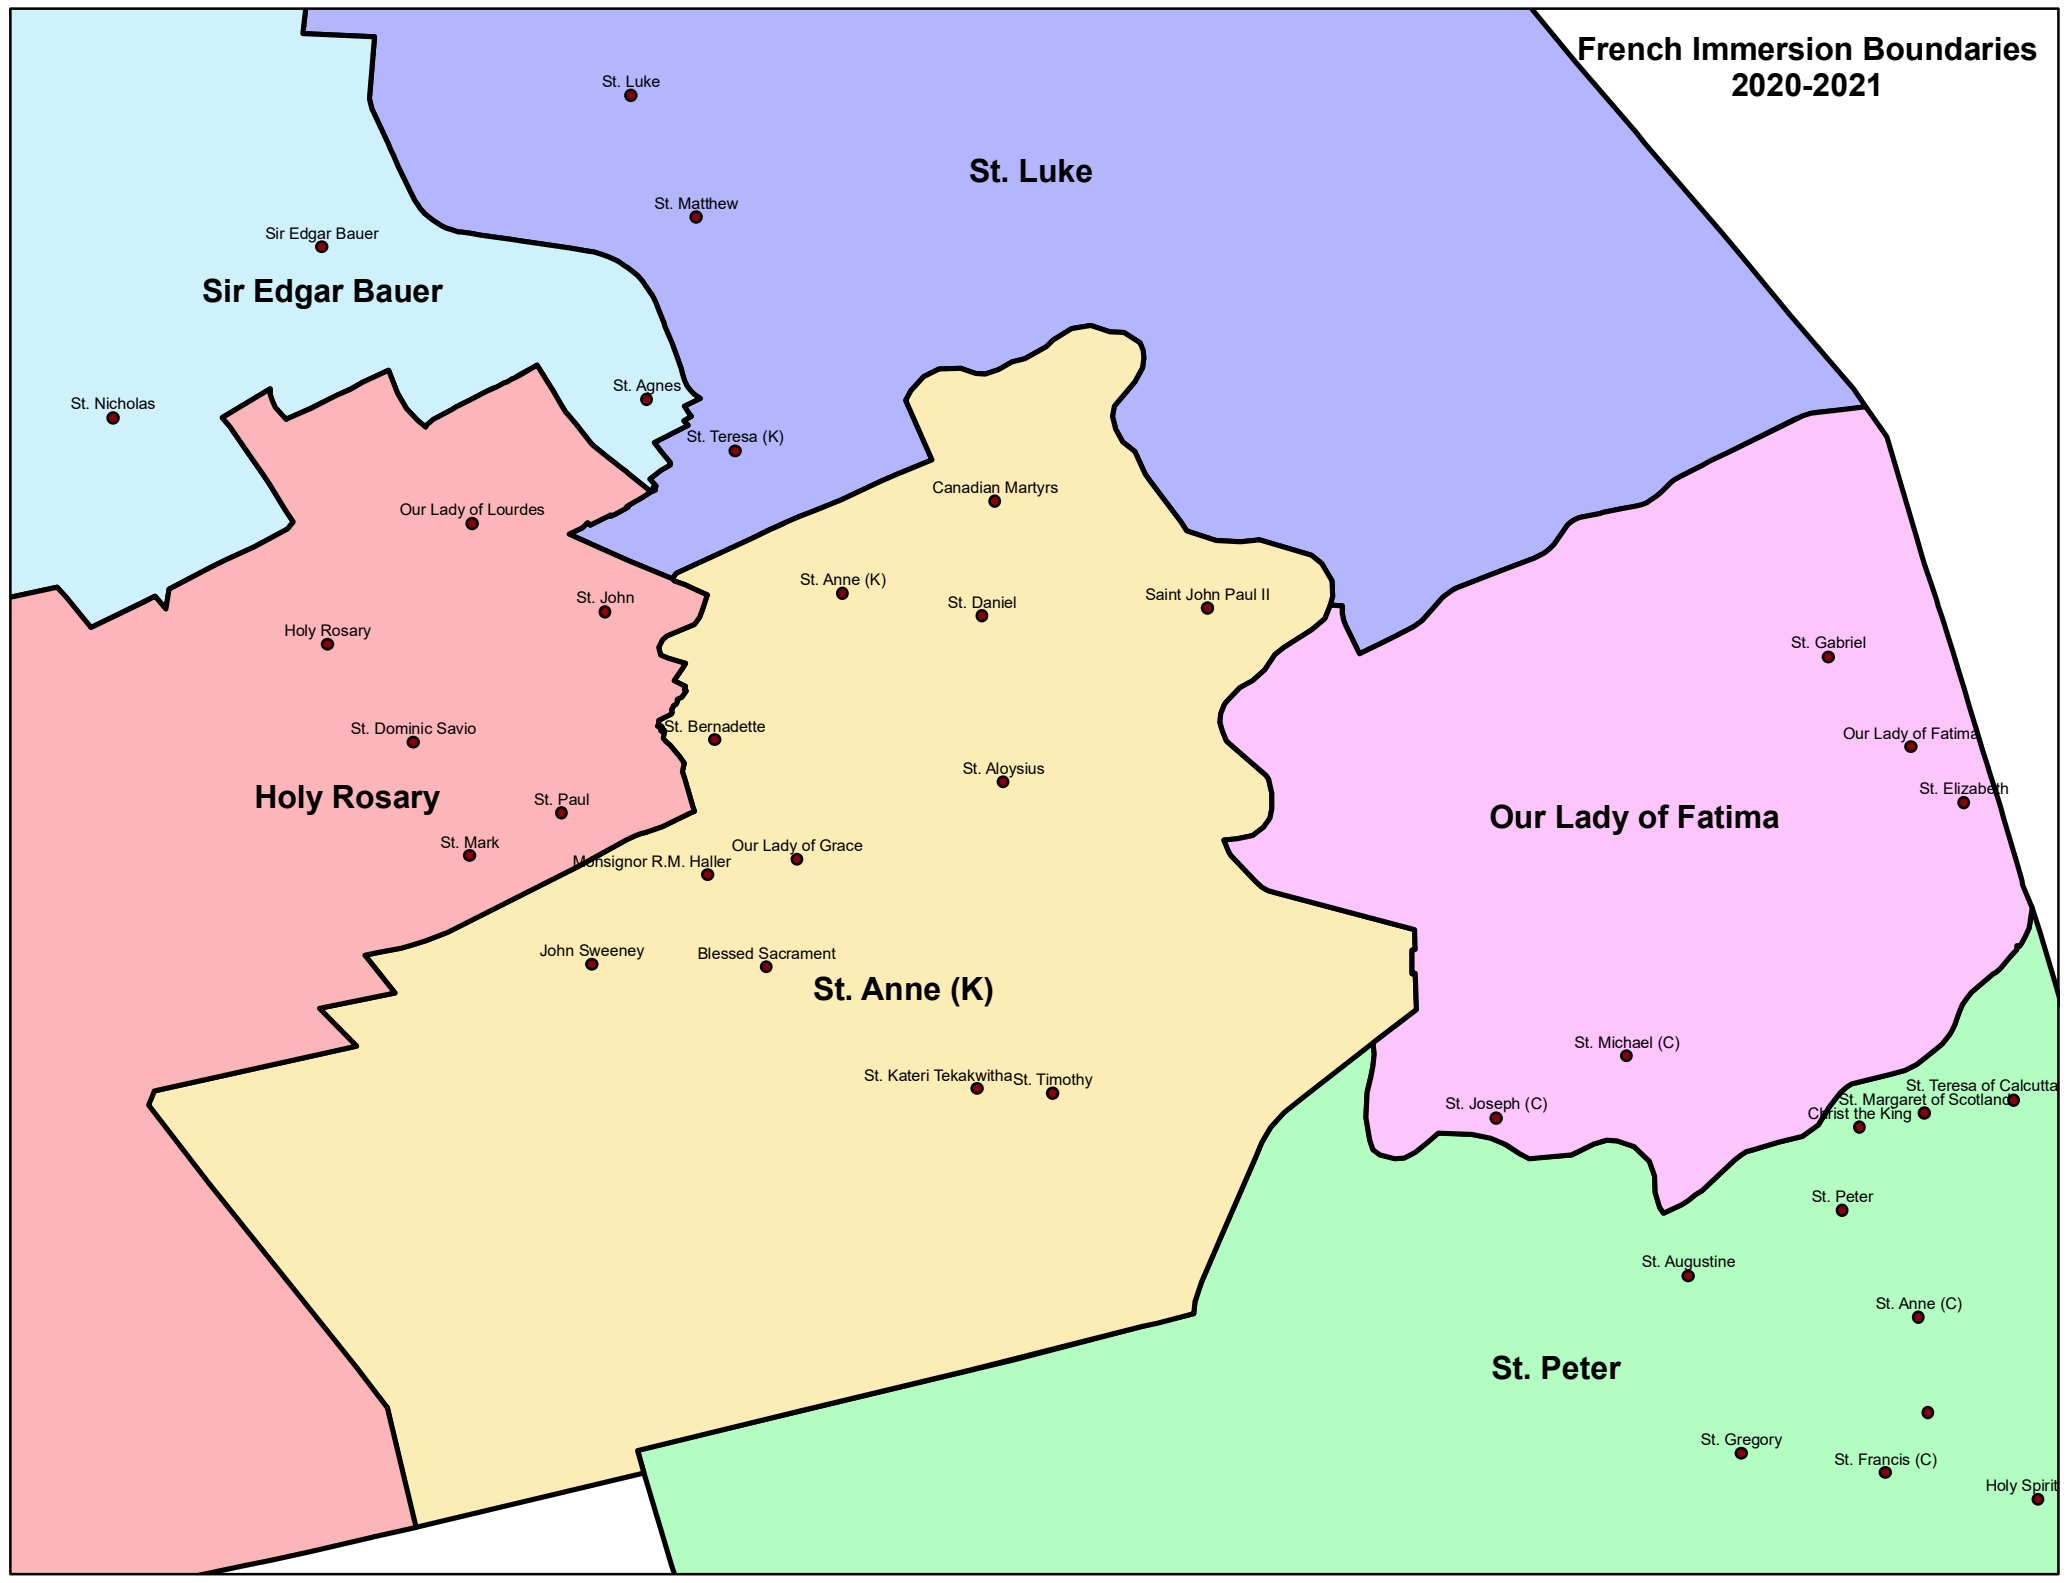 French Immersion Boundaries
2020-2021
St. Luke
St. Luke
St. Matthew
Sir Edgar Bauer
Sir Edgar Bauer
St. Agnes
St. Nicholas
St. Teresa (K)
Canadian Martyrs
Our Lady of Lourdes
St. Anne (K)
Saint John Paul II
St. John
St. Daniel
Holy Rosary
St. Gabriel
St. Dominic Savio
St. Bernadette
Our Lady of Fatima
St. Aloysius
St. Elizabeth
Holy Rosary
St. Paul
Our Lady of Fatima
St. Mark
Our Lady of Grace
Monsignor R.M. Haller
John Sweeney
Blessed Sacrament
St. Anne (K)
St. Michael (C)
St. Kateri Tekakwitha
St. Timothy
St. Teresa of Calcutta
St. Margaret of Scotland
St. Joseph (C)
Christ the King
St. Peter
St. Augustine
St. Anne (C)
St. Peter
St. Gregory
St. Francis (C)
Holy Spirit